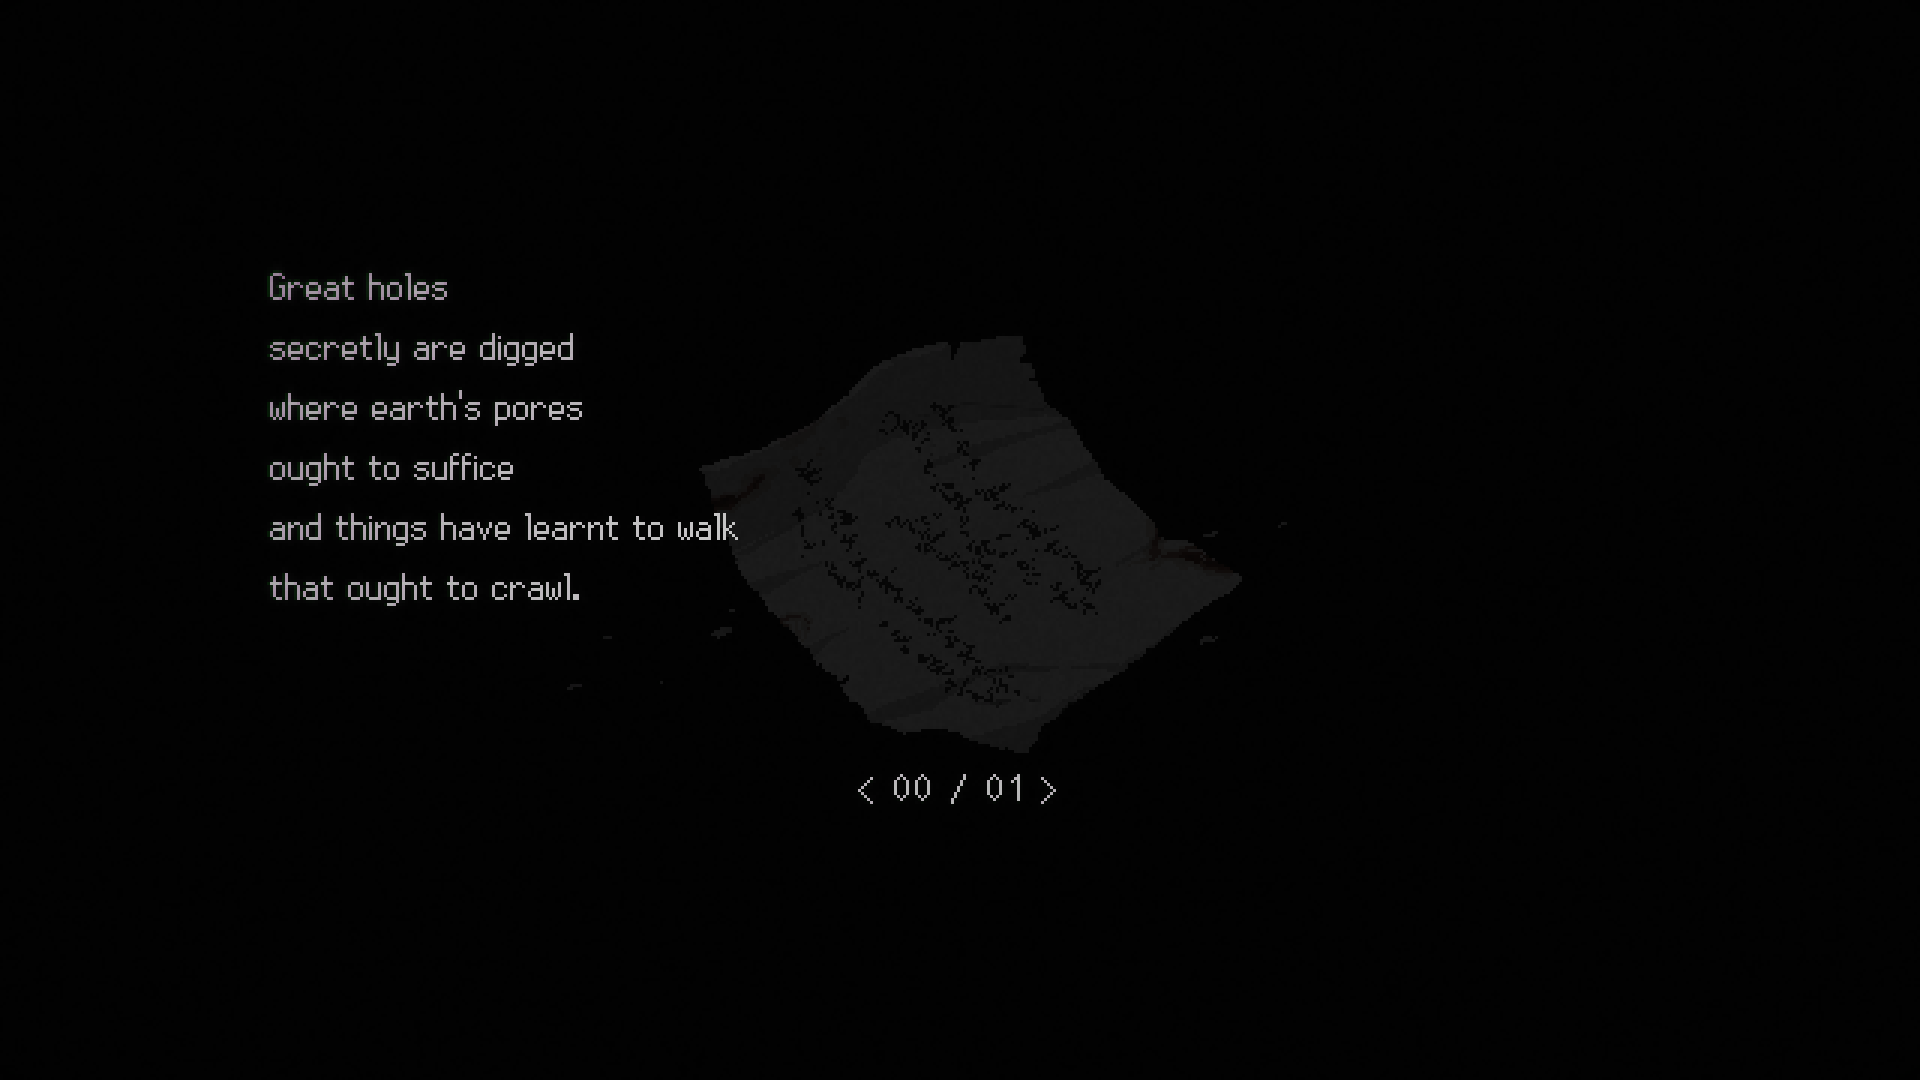 Great holes
secretly are digged
where earth's pores
ought to suffice
and things have learnt to walk
that ought to crawl.
< 00 / 01 >